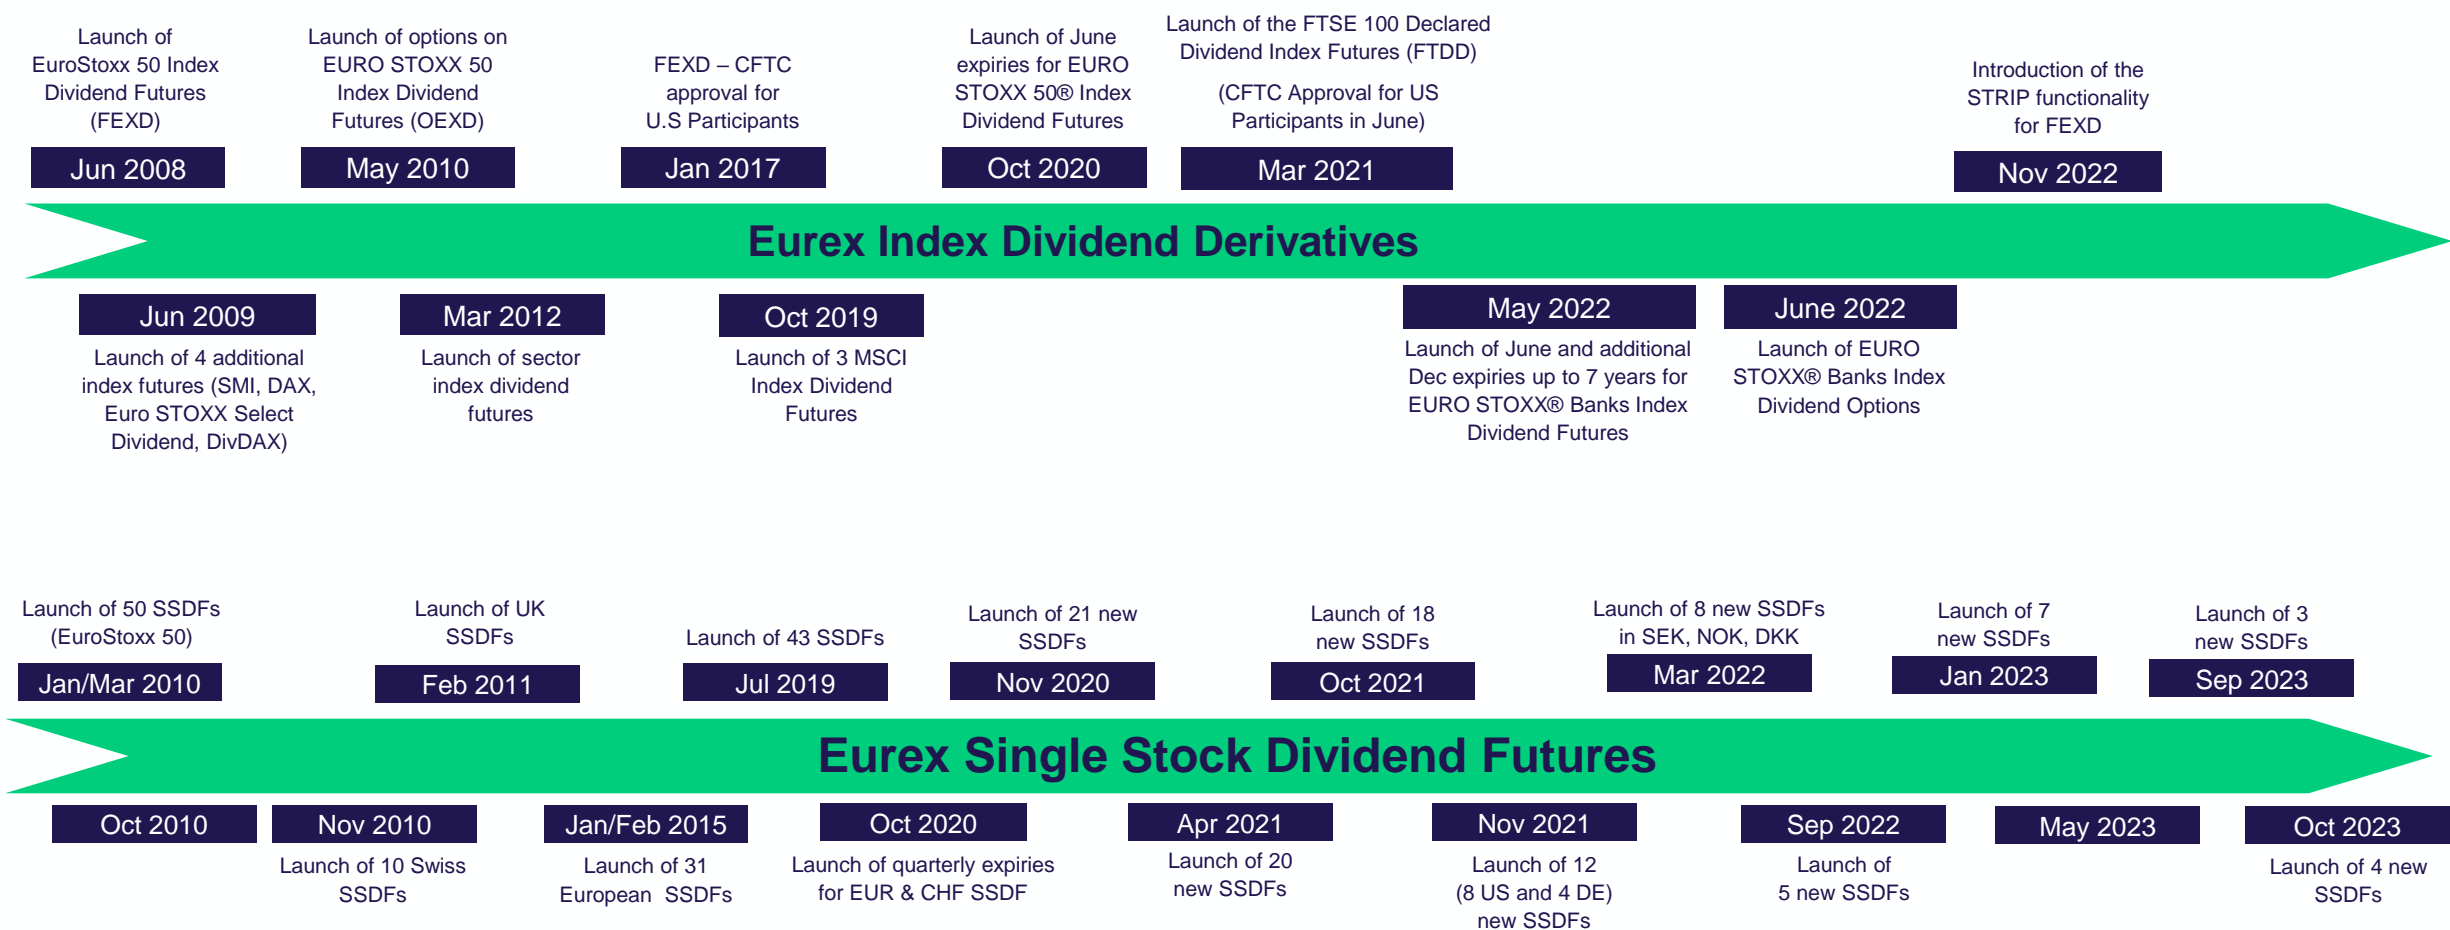 Launch of
EuroStoxx 50 Index
Dividend Futures
(FEXD)
Jun 2008
Launch of options on
EURO STOXX 50
Index Dividend
Futures (OEXD)
May 2010
FEXD – CFTC
approval for
U.S Participants
Jan 2017
Launch of June
expiries for EURO
STOXX 50® Index
Dividend Futures
Oct 2020
Launch of the FTSE 100 Declared
Dividend Index Futures (FTDD)
(CFTC Approval for US
Participants in June)
Mar 2021
Introduction of the
STRIP functionality
for FEXD
Nov 2022
Eurex Index Dividend Derivatives
Jun 2009
Launch of 4 additional
index futures (SMI, DAX,
Euro STOXX Select
Dividend, DivDAX)
Mar 2012
Launch of sector
index dividend
futures
Oct 2019
Launch of 3 MSCI
Index Dividend
Futures
May 2022
Launch of June and additional
Dec expiries up to 7 years for
EURO STOXX® Banks Index
Dividend Futures
June 2022
Launch of EURO
STOXX® Banks Index
Dividend Options
Launch of 50 SSDFs
(EuroStoxx 50)
Jan/Mar 2010
Launch of UK
SSDFs
Feb 2011
Launch of 43 SSDFs
Jul 2019
Launch of 21 new
SSDFs
Nov 2020
Launch of 18
new SSDFs
Oct 2021
Launch of 8 new SSDFs
in SEK, NOK, DKK
Mar 2022
Launch of 7
new SSDFs
Jan 2023
Launch of 3
new SSDFs
Sep 2023
Eurex Single Stock Dividend Futures
Oct 2010
Nov 2010
Launch of 10 Swiss
SSDFs
Jan/Feb 2015
Launch of 31
European SSDFs
Oct 2020
Launch of quarterly expiries
for EUR & CHF SSDF
Apr 2021
Launch of 20
new SSDFs
Nov 2021
Launch of 12
(8 US and 4 DE)
new SSDFs
Sep 2022
Launch of
5 new SSDFs
May 2023
Oct 2023
Launch of 4 new
SSDFs